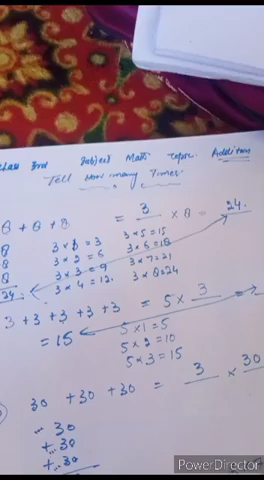 Class 3rd Subject Math Topic Addition
Tell How many Times
8 + 8 + 8 = 3 × 8 = 24
8 3 × 1 = 3 3 × 5 = 15
8 3 × 2 = 6 3 × 6 = 18
8 3 × 3 = 9 3 × 7 = 21
24 3 × 4 = 12 3 × 8 = 24
3 + 3 + 3 + 3 + 3 = 5 × 3 =
= 15 5 × 1 = 5
5 × 2 = 10
5 × 3 = 15
30 + 30 + 30 = 3 × 30
30
+ 30
+ 30
PowerDirector